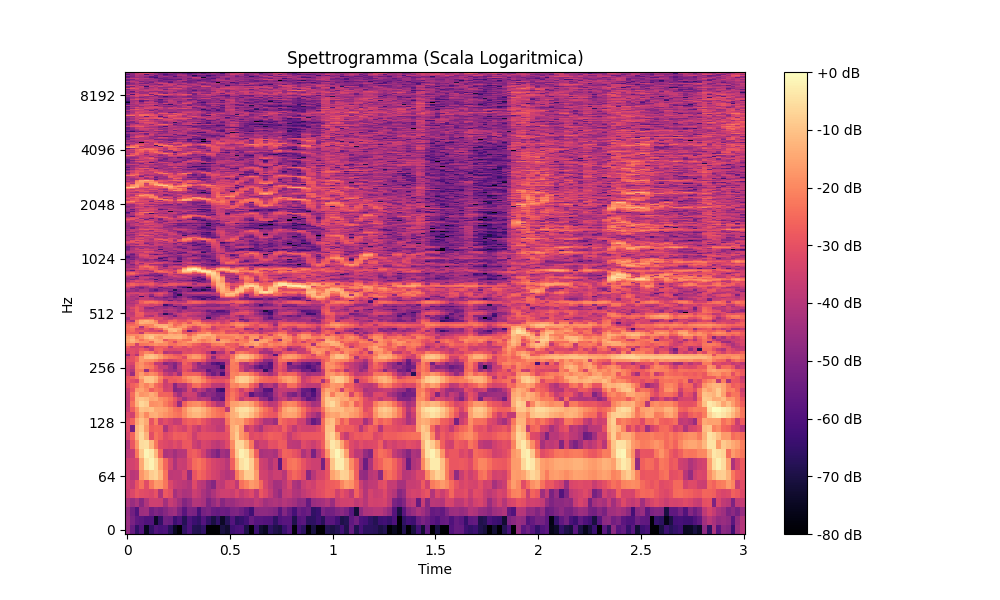 Spettrogramma (Scala Logaritmica)
Hz
8192
4096
2048
1024
512
256
128
64
0
0 0.5 1 1.5 2 2.5 3
Time
+0 dB
-10 dB
-20 dB
-30 dB
-40 dB
-50 dB
-60 dB
-70 dB
-80 dB